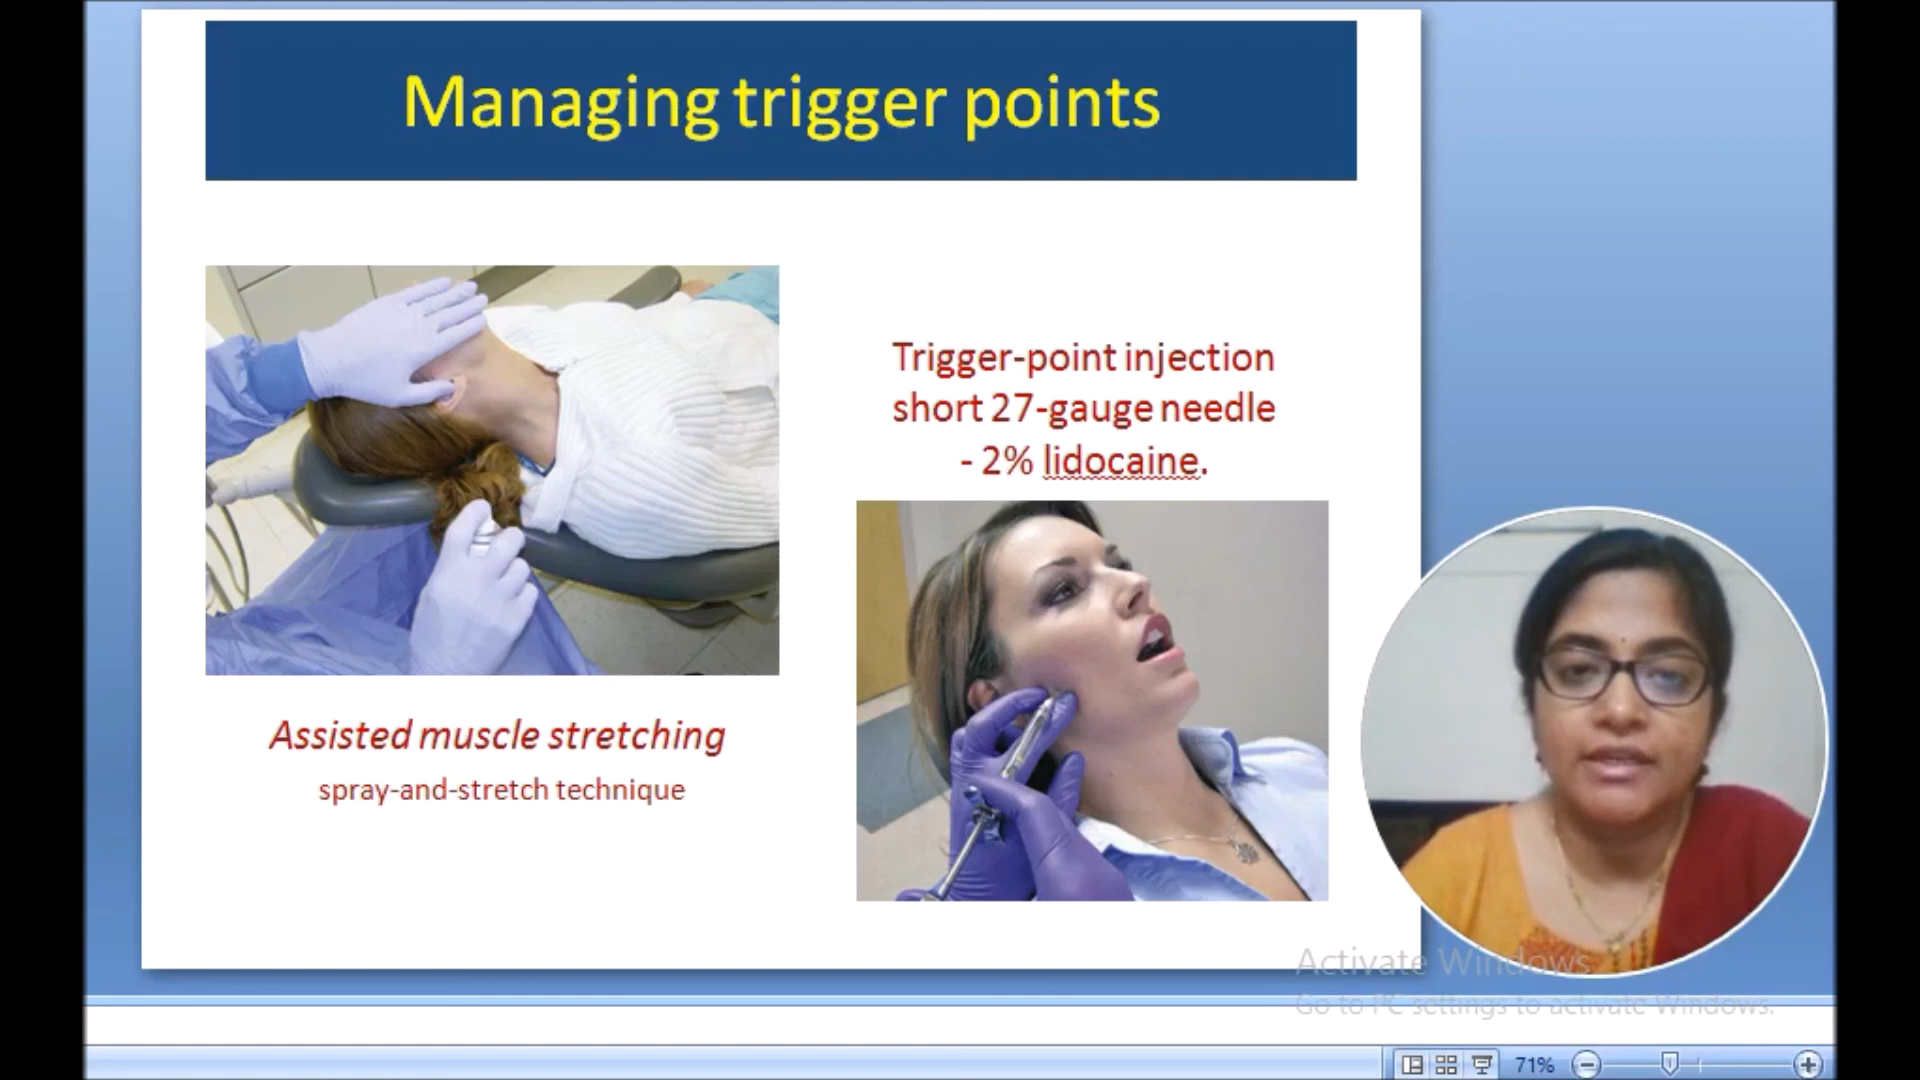 Managing trigger points
Trigger-point injection
short 27-gauge needle
- 2% lidocaine.
Assisted muscle stretching
spray-and-stretch technique
Activate Windows
Go to PC settings to activate Windows.
71%